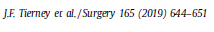 J.F. Tierney et al. / Surgery 165 (2019) 644–651